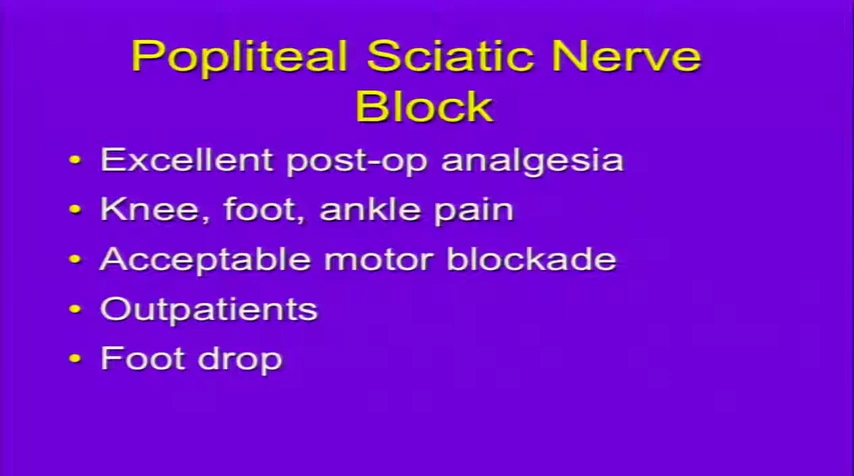 Popliteal Sciatic Nerve
Block
• Excellent post-op analgesia
• Knee, foot, ankle pain
• Acceptable motor blockade
• Outpatients
• Foot drop